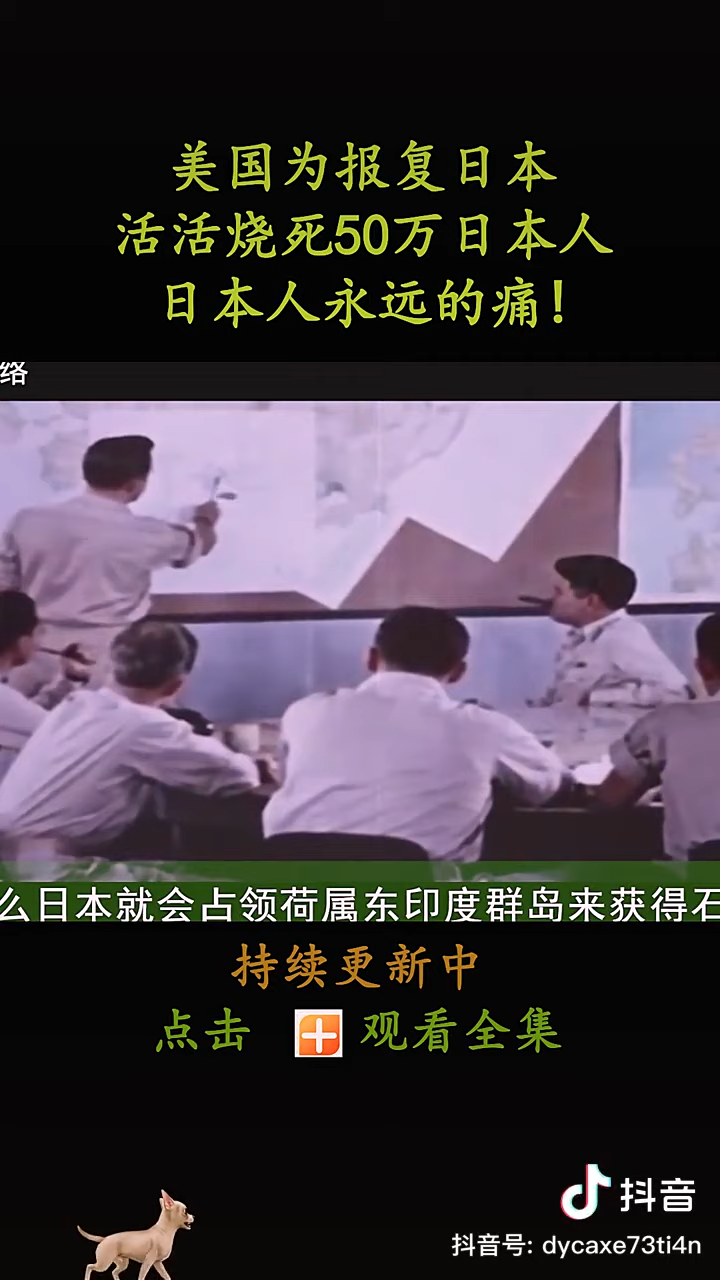 美国为报复日本
活活烧死50万日本人
日本人永远的痛!
络
么日本就会占领荷属东印度群岛来获得石
持续更新中
点击 观看全集
抖音
抖音号: dycaxe73ti4n